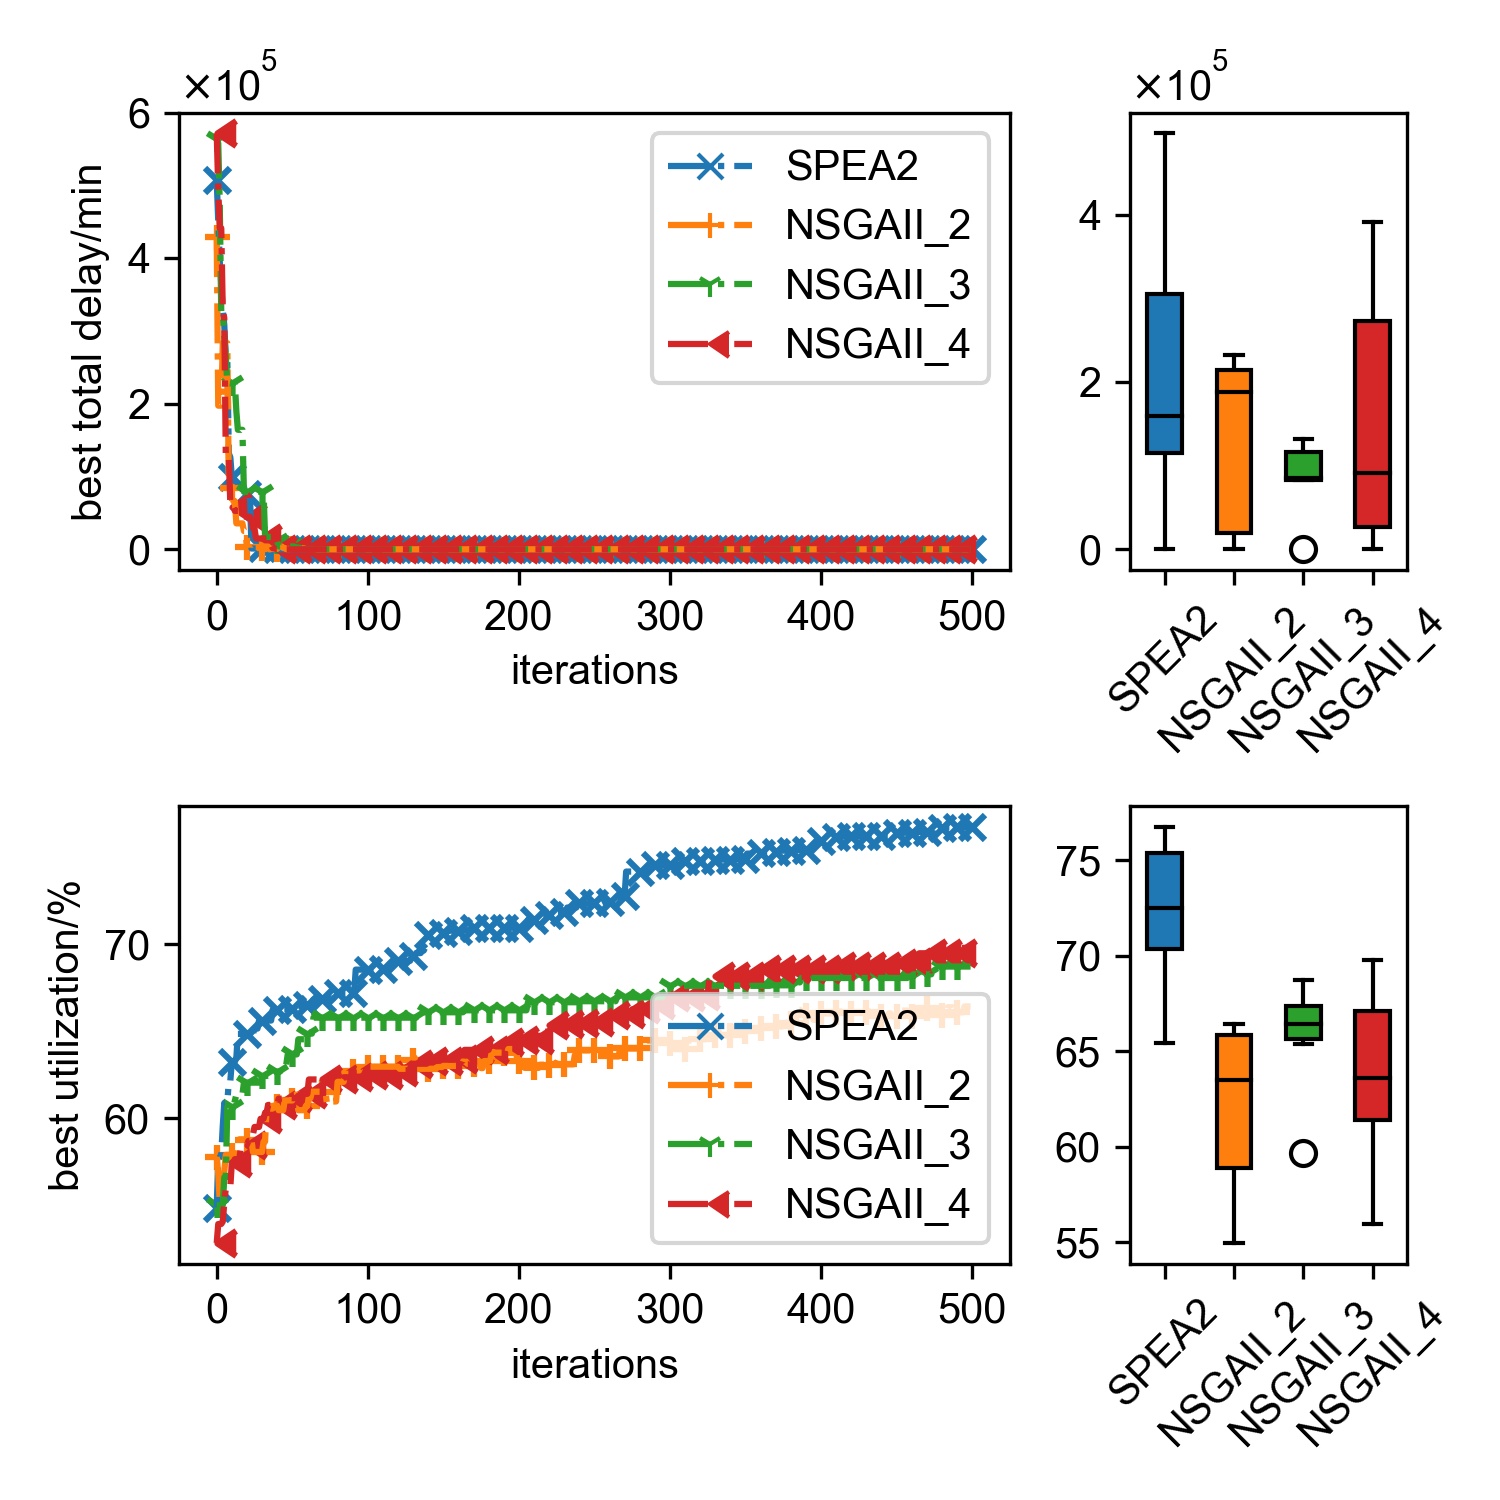 ×10^5
6
4
2
0
best total delay/min
0 100 200 300 400 500
iterations
SPEA2
NSGAII_2
NSGAII_3
NSGAII_4
×10^5
4
2
0
SPEA2
NSGAII_2
NSGAII_3
NSGAII_4
70
60
best utilization/%
0 100 200 300 400 500
iterations
SPEA2
NSGAII_2
NSGAII_3
NSGAII_4
75
70
65
60
55
SPEA2
NSGAII_2
NSGAII_3
NSGAII_4